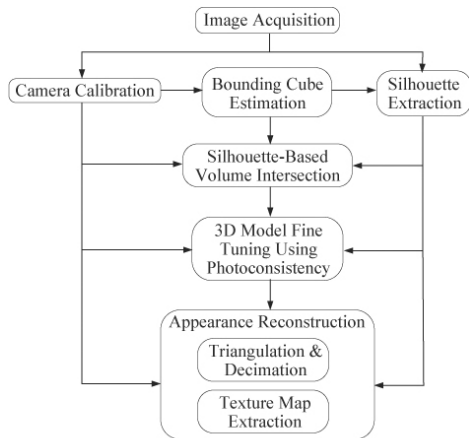 Image Acquisition
Camera Calibration
Bounding Cube
Estimation
Silhouette
Extraction
Silhouette-Based
Volume Intersection
3D Model Fine
Tuning Using
Photoconsistency
Appearance Reconstruction
Triangulation &
Decimation
Texture Map
Extraction